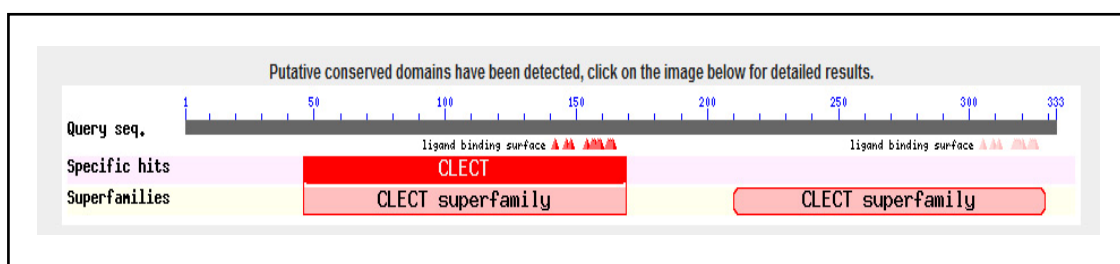 Putative conserved domains have been detected, click on the image below for detailed results.
1 50 100 150 200 250 300 333
Query seq.
ligand binding surface ligand binding surface
Specific hits CLECT
Superfamilies CLECT superfamily CLECT superfamily